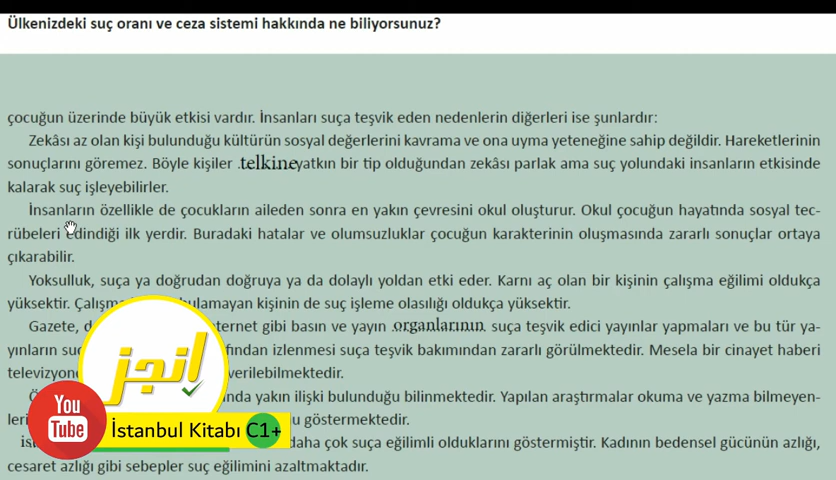 Ülkenizdeki suç oranı ve ceza sistemi hakkında ne biliyorsunuz?
çocuğun üzerinde büyük etkisi vardır. İnsanları suça teşvik eden nedenlerin diğerleri ise şunlardır:
Zekâsı az olan kişi bulunduğu kültürün sosyal değerlerini kavrama ve ona uyma yeteneğine sahip değildir. Hareketlerinin
sonuçlarını göremez. Böyle kişiler telkine yatkın bir tip olduğundan zekâsı parlak ama suç yolundaki insanların etkisinde
kalarak suç işleyebilirler.
İnsanların özellikle de çocukların aileden sonra en yakın çevresini okul oluşturur. Okul çocuğun hayatında sosyal tec-
rübeleri edindiği ilk yerdir. Buradaki hatalar ve olumsuzluklar çocuğun karakterinin oluşmasında zararlı sonuçlar ortaya
çıkarabilir.
Yoksulluk, suça ya doğrudan doğruya ya da dolaylı yoldan etki eder. Karnı aç olan bir kişinin çalışma eğilimi oldukça
yüksektir. bulamayan kişinin de suç işleme olasılığı oldukça yüksektir.
Gazete, internet gibi basın ve yayın organlarının suça teşvik edici yayınlar yapmaları ve bu tür ya-
yınların izlenmesi suça teşvik bakımından zararlı görülmektedir. Mesela bir cinayet haberi
verilebilmektedir.
yakın ilişki bulunduğu bilinmektedir. Yapılan araştırmalar okuma ve yazma bilmeyen-
göstermektedir.
daha çok suça eğilimli olduklarını göstermiştir. Kadının bedensel gücünün azlığı,
cesaret azlığı gibi sebepler suç eğilimini azaltmaktadır.
انجز
You
Tube
İstanbul Kitabı C1+